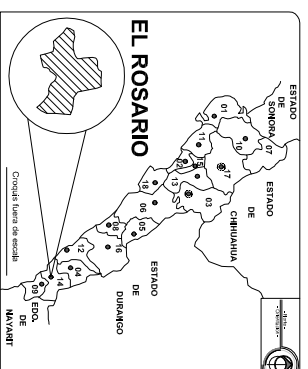 EL ROSARIO
ESTADO
DE
SONORA
ESTADO
DE
CHIHUAHUA
ESTADO
DE
DURANGO
EDO.
DE
NAYARIT
01
07
10
11
17
15
02
13
03
18
06
05
08
16
12
04
14
09
Croquis fuera de escala